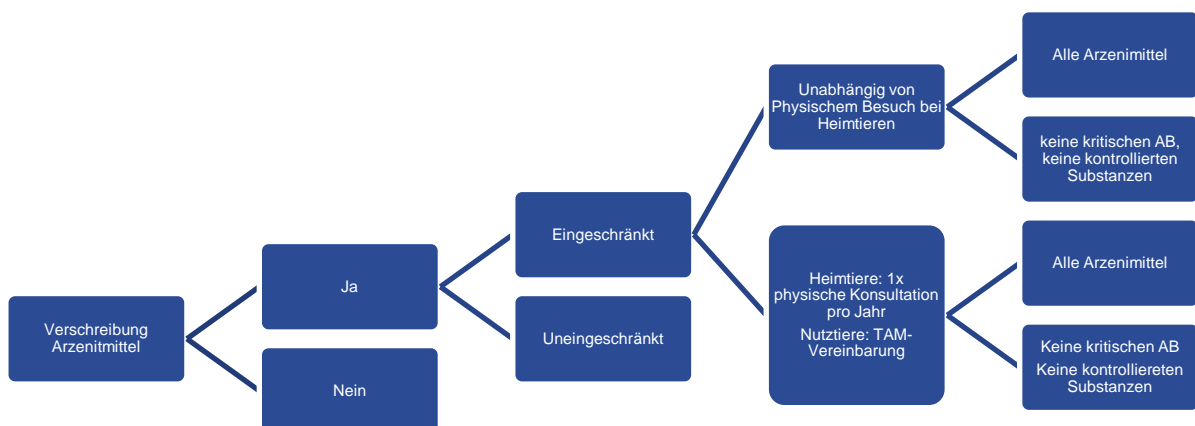 Verschreibung
Arzenitmittel
Ja
Nein
Eingeschränkt
Uneingeschränkt
Unabhängig von
Physischem Besuch bei
Heimtieren
Heimtiere: 1x
physische Konsultation
pro Jahr
Nutztiere: TAM-
Vereinbarung
Alle Arzenimittel
keine kritischen AB,
keine kontrollierten
Substanzen
Alle Arzenimittel
Keine kritischen AB
Keine kontrolliereten
Substanzen